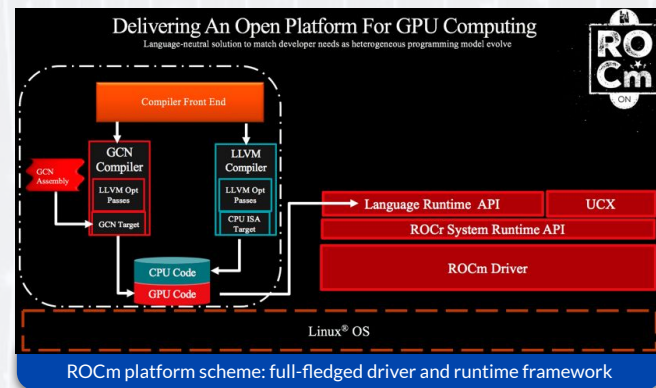 Delivering An Open Platform For GPU Computing
Language-neutral solution to match developer needs as heterogeneous programming model evolve
RO
Cm
ON
Compiler Front End
GCN
Compiler
LLVM
Compiler
GCN
Assembly
LLVM Opt
Passes
LLVM Opt
Passes
GCN Target
CPU ISA
Target
Language Runtime API
UCX
ROCr System Runtime API
CPU Code
GPU Code
ROCm Driver
Linux® OS
ROCm platform scheme: full-fledged driver and runtime framework